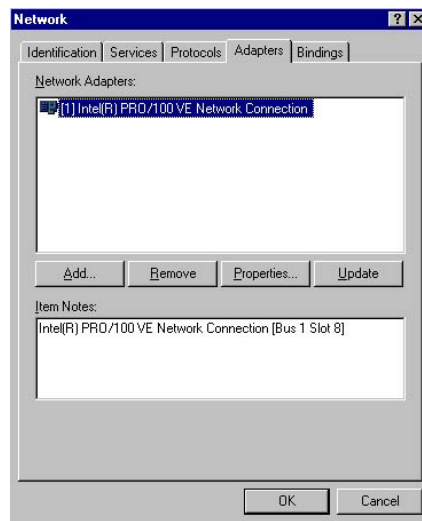 Network
Identification Services Protocols Adapters Bindings
Network Adapters:
[1] Intel(R) PRO/100 VE Network Connection
Add... Remove Properties... Update
Item Notes:
Intel(R) PRO/100 VE Network Connection [Bus 1 Slot 8]
OK Cancel